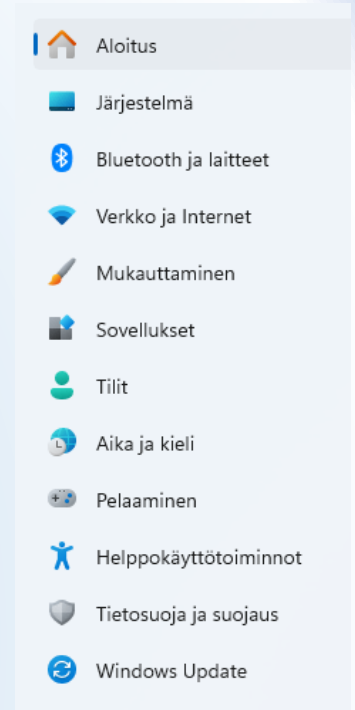 Aloitus
Järjestelmä
Bluetooth ja laitteet
Verkko ja Internet
Mukauttaminen
Sovellukset
Tilit
Aika ja kieli
Pelaaminen
Helppokäyttötoiminnot
Tietosuoja ja suojaus
Windows Update